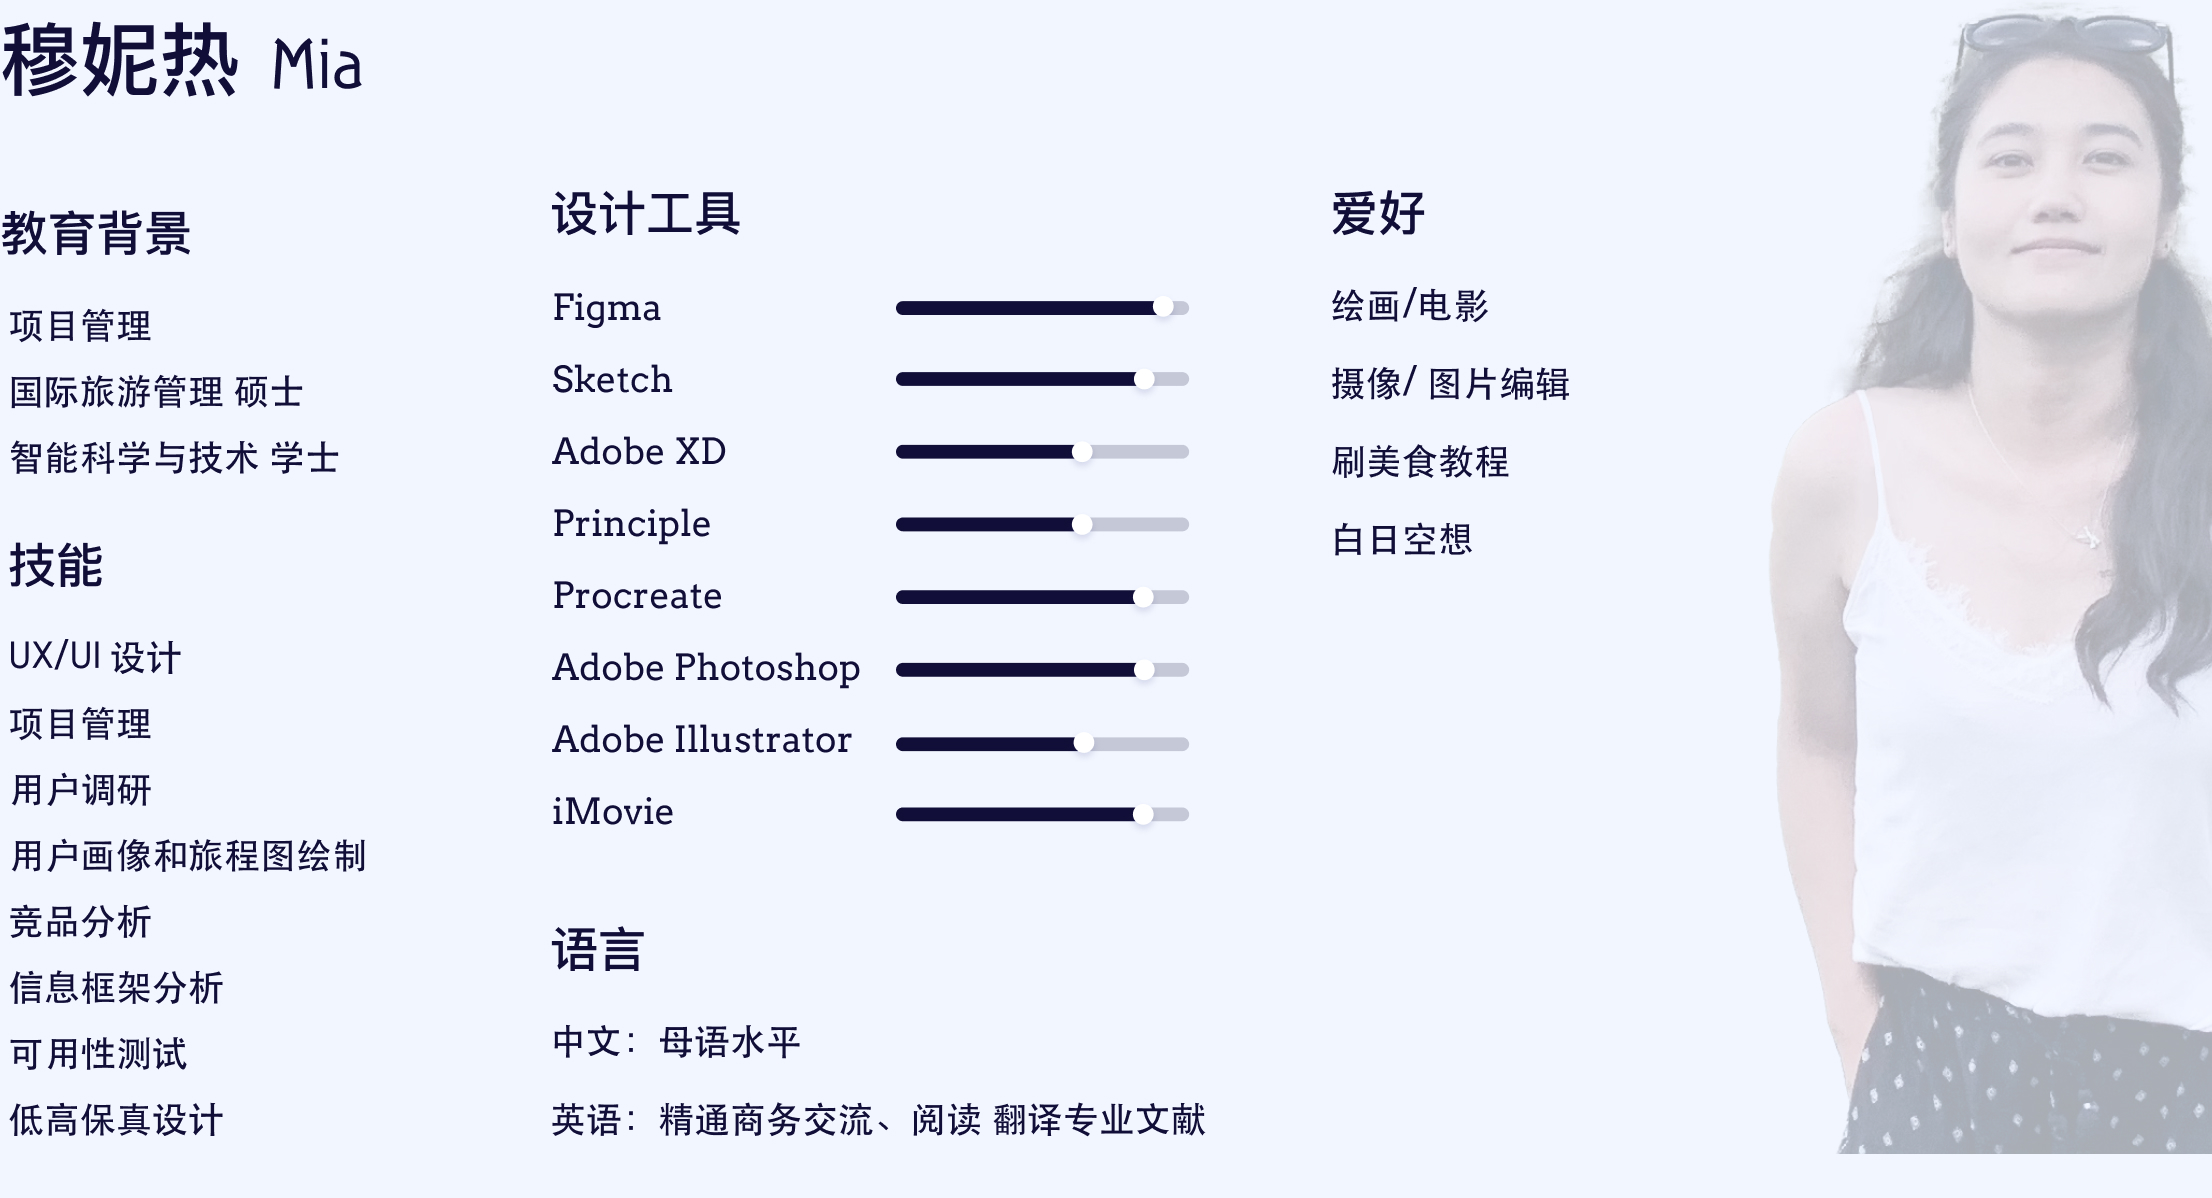 穆妮热 Mia
教育背景
项目管理
国际旅游管理 硕士
智能科学与技术 学士
技能
UX/UI 设计
项目管理
用户调研
用户画像和旅程图绘制
竞品分析
信息框架分析
可用性测试
低高保真设计
设计工具
Figma
Sketch
Adobe XD
Principle
Procreate
Adobe Photoshop
Adobe Illustrator
iMovie
语言
中文：母语水平
英语：精通商务交流、阅读 翻译专业文献
爱好
绘画/电影
摄像/ 图片编辑
刷美食教程
白日空想